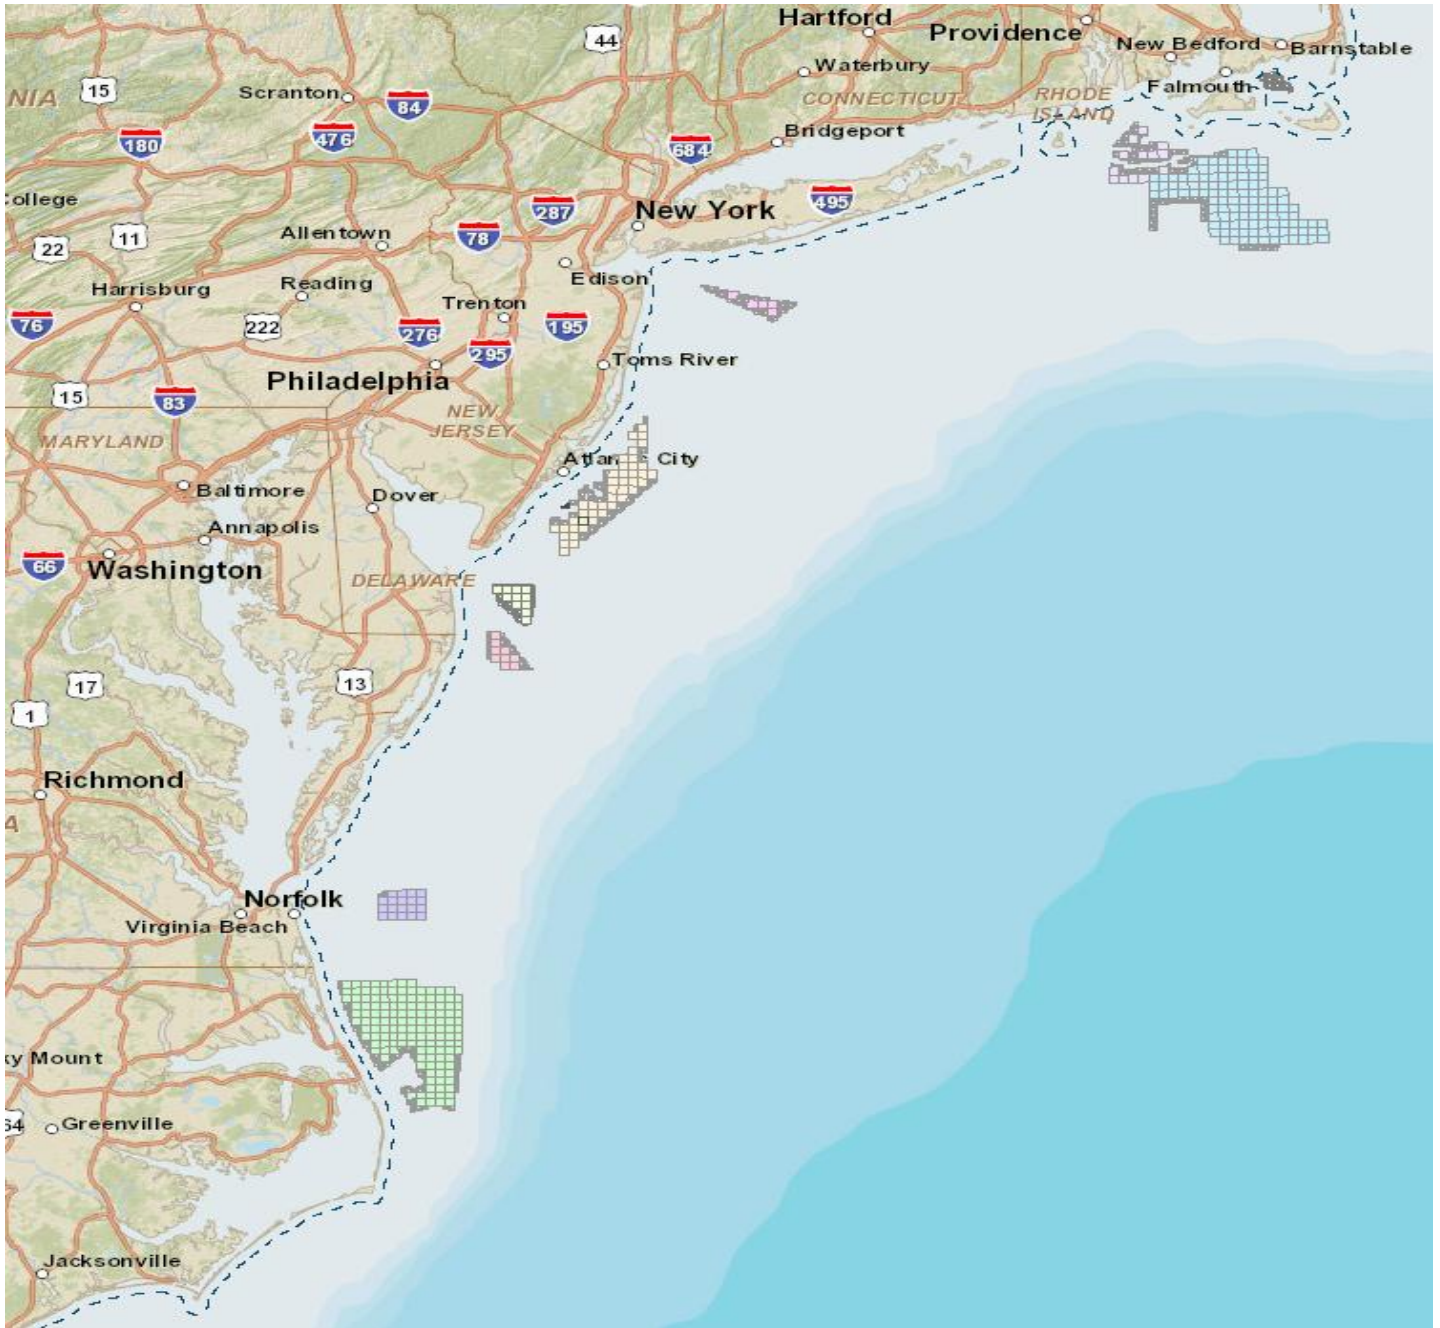 Hartford
Providence
New Bedford
Barnstable
44
Waterbury
Falmouth
NIA
15
Scranton
84
CONNECTICUT
RHODE
ISLAND
476
180
684
Bridgeport
College
287
495
New York
22
11
Allentown
78
Edison
Harrisburg
Reading
Trenton
76
222
276
195
295
Toms River
Philadelphia
15
83
NEW
JERSEY
MARYLAND
Atlan
City
Baltimore
Dover
Annapolis
66
Washington
DELAWARE
17
13
1
Richmond
A
Norfolk
Virginia Beach
ky Mount
64
Greenville
Jacksonville